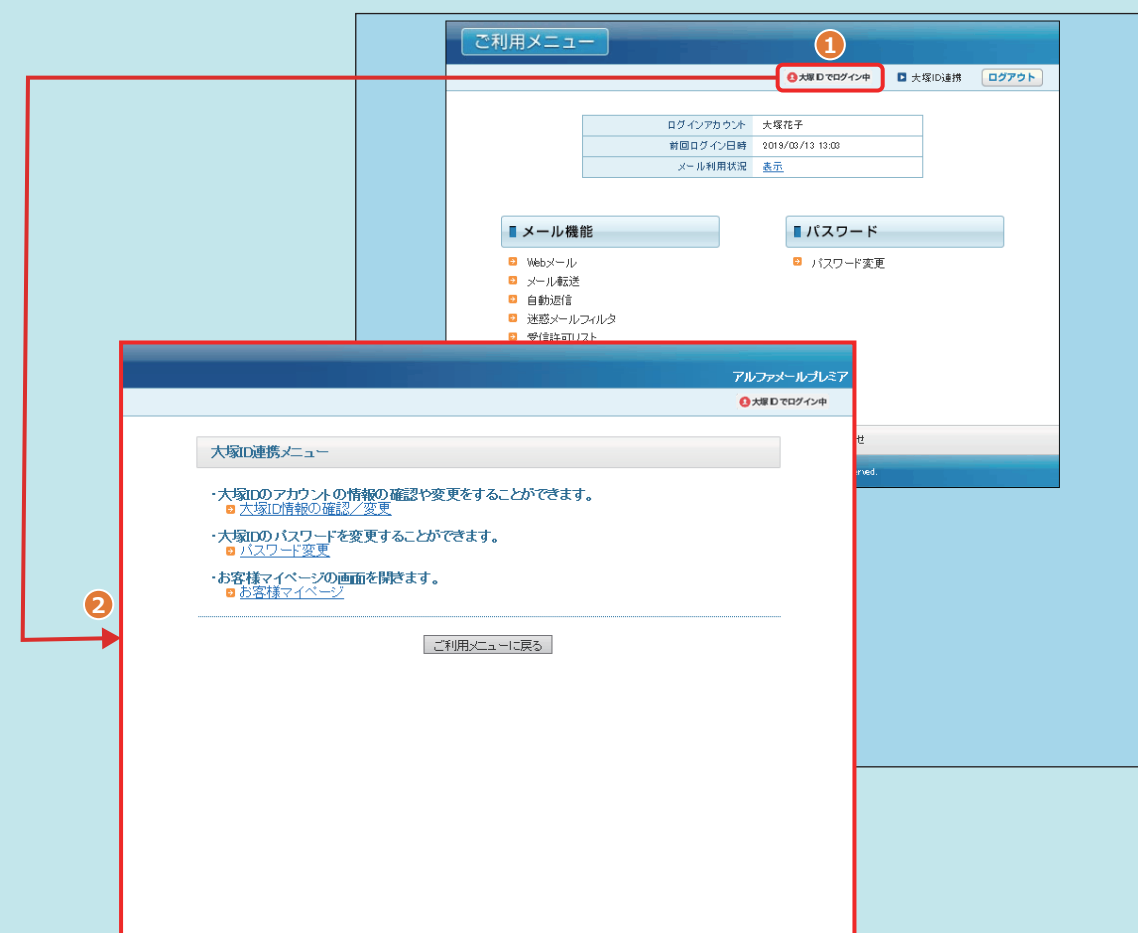 ご利用メニュー
1
大塚IDでログイン中 大塚ID連携 ログアウト
ログインアカウント 大塚花子
前回ログイン日時 2019/03/13 13:03
メール利用状況 表示
メール機能 パスワード
Webメール パスワード変更
メール転送
自動返信
迷惑メールフィルタ
受信許可リスト
アルファメールプレミア
大塚IDでログイン中
せ
大塚ID連携メニュー
erved.
・大塚IDのアカウントの情報の確認や変更をすることができます。
大塚ID情報の確認／変更
・大塚IDのパスワードを変更することができます。
パスワード変更
・お客様マイページの画面を開きます。
お客様マイページ
2
ご利用メニューに戻る